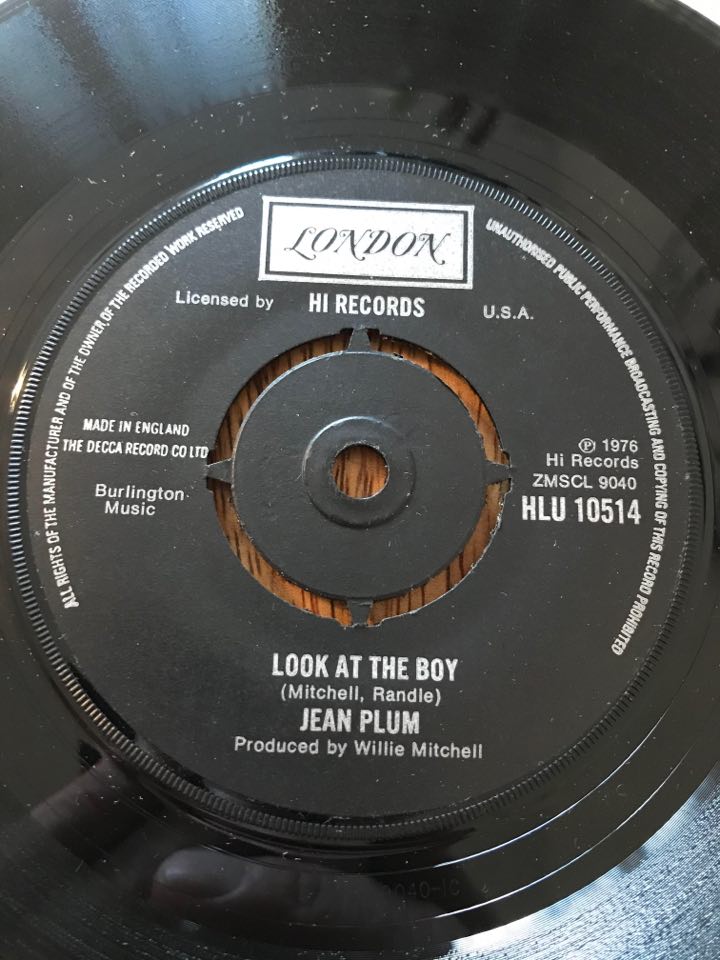 LONDON
Licensed by HI RECORDS U.S.A.
ALL RIGHTS OF THE MANUFACTURER AND OF THE OWNER OF THE RECORDED WORK RESERVED
UNAUTHORISED PUBLIC PERFORMANCE BROADCASTING AND COPYING OF THIS RECORD PROHIBITED
MADE IN ENGLAND
THE DECCA RECORD CO LTD
Burlington
Music
℗ 1976
Hi Records
ZMSCL 9040
HLU 10514
LOOK AT THE BOY
(Mitchell, Randle)
JEAN PLUM
Produced by Willie Mitchell